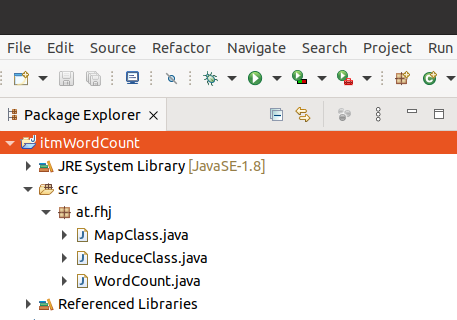 File Edit Source Refactor Navigate Search Project Run
Package Explorer
itmWordCount
JRE System Library [JavaSE-1.8]
src
at.fhj
MapClass.java
ReduceClass.java
WordCount.java
Referenced Libraries